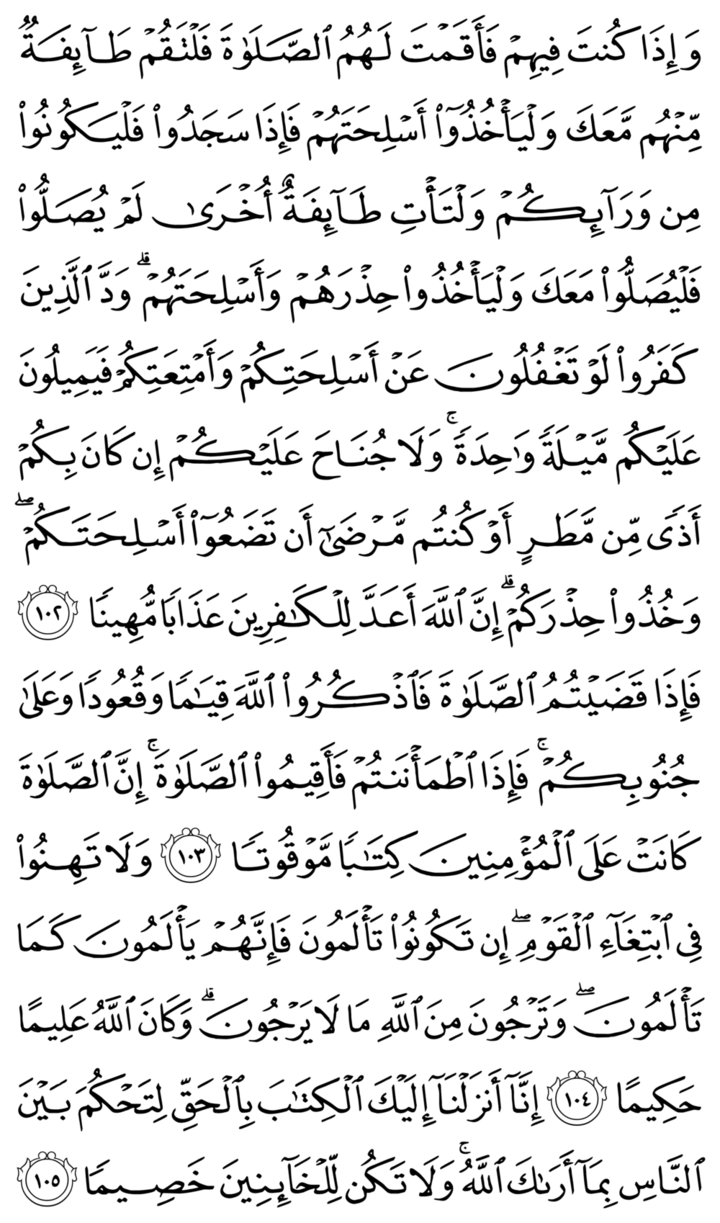 وَإِذَا كُنتَ فِيهِمْ فَأَقَمْتَ لَهُمُ ٱلصَّلَوٰةَ فَلْتَقُمْ طَآئِفَةٌ
مِّنْهُم مَّعَكَ وَلْيَأْخُذُوٓا۟ أَسْلِحَتَهُمْ فَإِذَا سَجَدُوا۟ فَلْيَكُونُوا۟
مِن وَرَآئِكُمْ وَلْتَأْتِ طَآئِفَةٌ أُخْرَىٰ لَمْ يُصَلُّوا۟
فَلْيُصَلُّوا۟ مَعَكَ وَلْيَأْخُذُوا۟ حِذْرَهُمْ وَأَسْلِحَتَهُمْ ۗ وَدَّ ٱلَّذِينَ
كَفَرُوا۟ لَوْ تَغْفُلُونَ عَنْ أَسْلِحَتِكُمْ وَأَمْتِعَتِكُمْ فَيَمِيلُونَ
عَلَيْكُم مَّيْلَةً وَٰحِدَةً ۚ وَلَا جُنَاحَ عَلَيْكُمْ إِن كَانَ بِكُمْ
أَذًى مِّن مَّطَرٍ أَوْ كُنتُم مَّرْضَىٰٓ أَن تَضَعُوٓا۟ أَسْلِحَتَكُمْ ۖ
وَخُذُوا۟ حِذْرَكُمْ ۗ إِنَّ ٱللَّهَ أَعَدَّ لِلْكَٰفِرِينَ عَذَابًا مُّهِينًا ١٠٢
فَإِذَا قَضَيْتُمُ ٱلصَّلَوٰةَ فَٱذْكُرُوا۟ ٱللَّهَ قِيَٰمًا وَقُعُودًا وَعَلَىٰ
جُنُوبِكُمْ ۚ فَإِذَا ٱطْمَأْنَنتُمْ فَأَقِيمُوا۟ ٱلصَّلَوٰةَ ۚ إِنَّ ٱلصَّلَوٰةَ
كَانَتْ عَلَى ٱلْمُؤْمِنِينَ كِتَٰبًا مَّوْقُوتًا ١٠٣ وَلَا تَهِنُوا۟
فِى ٱبْتِغَآءِ ٱلْقَوْمِ ۖ إِن تَكُونُوا۟ تَأْلَمُونَ فَإِنَّهُمْ يَأْلَمُونَ كَمَا
تَأْلَمُونَ ۖ وَتَرْجُونَ مِنَ ٱللَّهِ مَا لَا يَرْجُونَ ۗ وَكَانَ ٱللَّهُ عَلِيمًا
حَكِيمًا ١٠٤ إِنَّآ أَنزَلْنَآ إِلَيْكَ ٱلْكِتَٰبَ بِٱلْحَقِّ لِتَحْكُمَ بَيْنَ
ٱلنَّاسِ بِمَآ أَرَىٰكَ ٱللَّهُ ۚ وَلَا تَكُن لِّلْخَآئِنِينَ خَصِيمًا ١٠٥